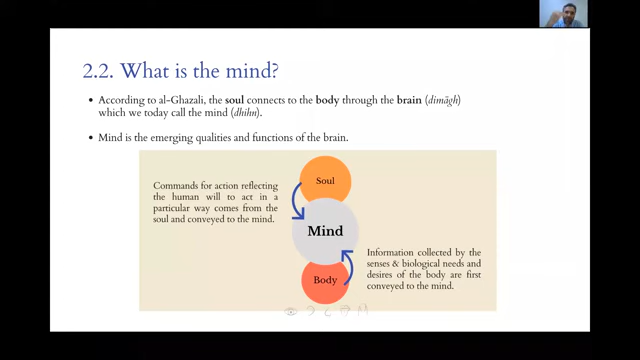 2.2. What is the mind?
• According to al-Ghazali, the soul connects to the body through the brain (dimāgh)
which we today call the mind (dhihn).
• Mind is the emerging qualities and functions of the brain.
Soul
Commands for action reflecting
the human will to act in a
particular way comes from the
soul and conveyed to the mind.
Mind
Information collected by the
senses & biological needs and
desires of the body are first
conveyed to the mind.
Body